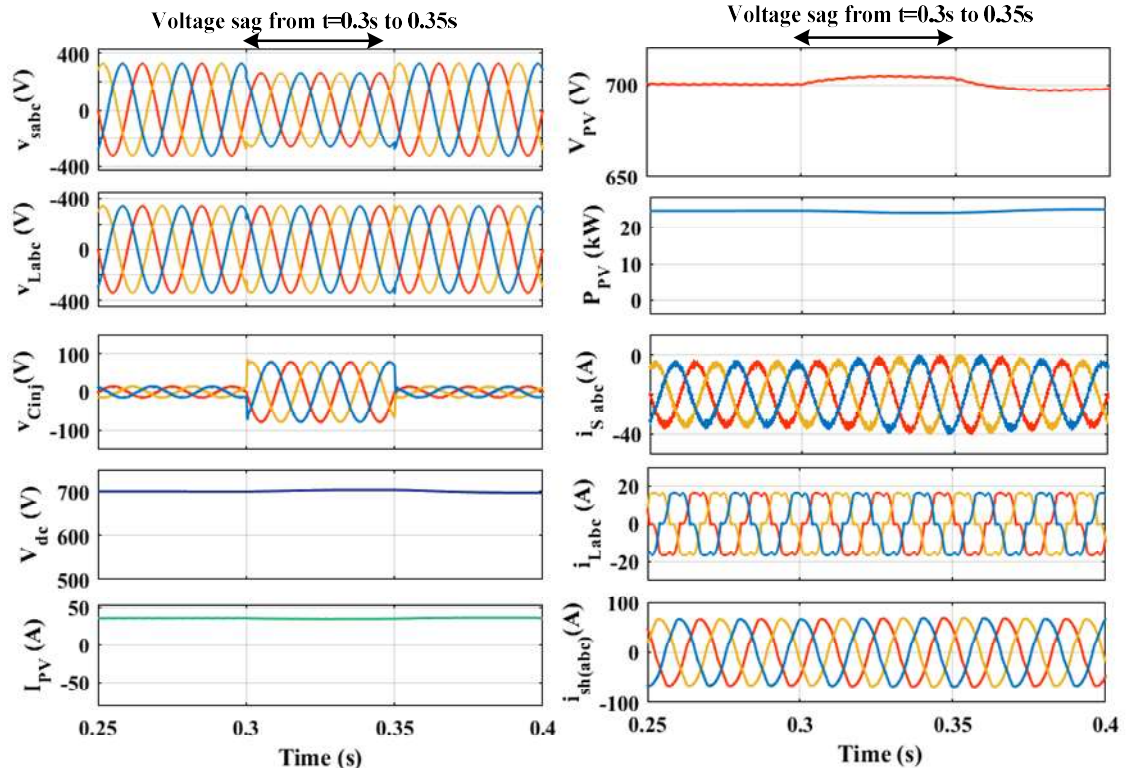 Voltage sag from t=0.3s to 0.35s
400
0
-400
v_sabc(V)
-400
0
-400
v_Labc (V)
100
0
-100
v_Cinj(V)
700
600
500
V_dc (V)
50
0
-50
I_PV (A)
0.25
0.3
0.35
0.4
Time (s)
Voltage sag from t=0.3s to 0.35s
700
650
V_PV (V)
20
10
0
P_PV (kW)
0
-40
i_S abc(A)
20
0
-20
i_Labc (A)
100
0
-100
i_sh(abc)(A)
0.25
0.3
0.35
0.4
Time (s)